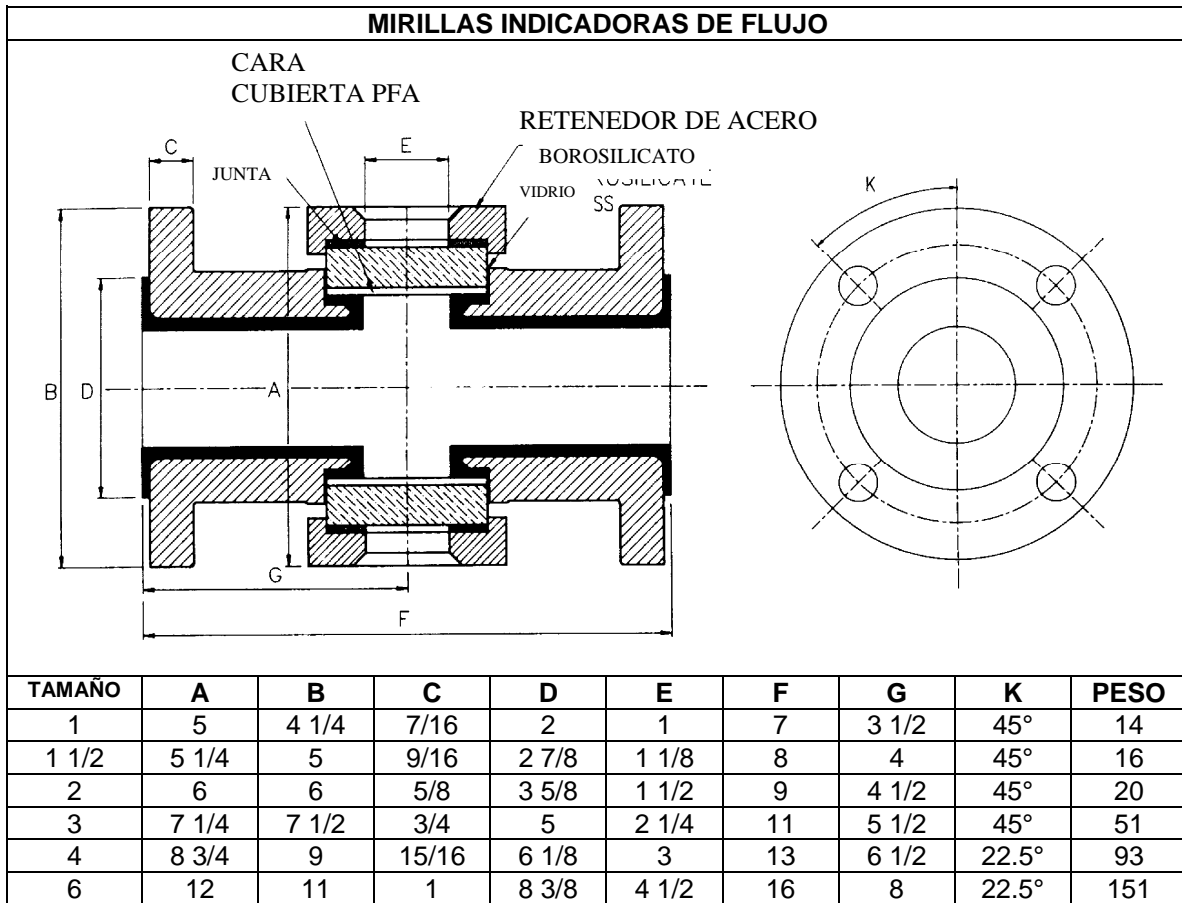 MIRILLAS INDICADORAS DE FLUJO
CARA
CUBIERTA PFA
RETENEDOR DE ACERO
BOROSILICATO
JUNTA
VIDRIO
SS
C
E
K
B
D
A
G
F
TAMAÑO A B C D E F G K PESO
1 5 4 1/4 7/16 2 1 7 3 1/2 45° 14
1 1/2 5 1/4 5 9/16 2 7/8 1 1/8 8 4 45° 16
2 6 6 5/8 3 5/8 1 1/2 9 4 1/2 45° 20
3 7 1/4 7 1/2 3/4 5 2 1/4 11 5 1/2 45° 51
4 8 3/4 9 15/16 6 1/8 3 13 6 1/2 22.5° 93
6 12 11 1 8 3/8 4 1/2 16 8 22.5° 151